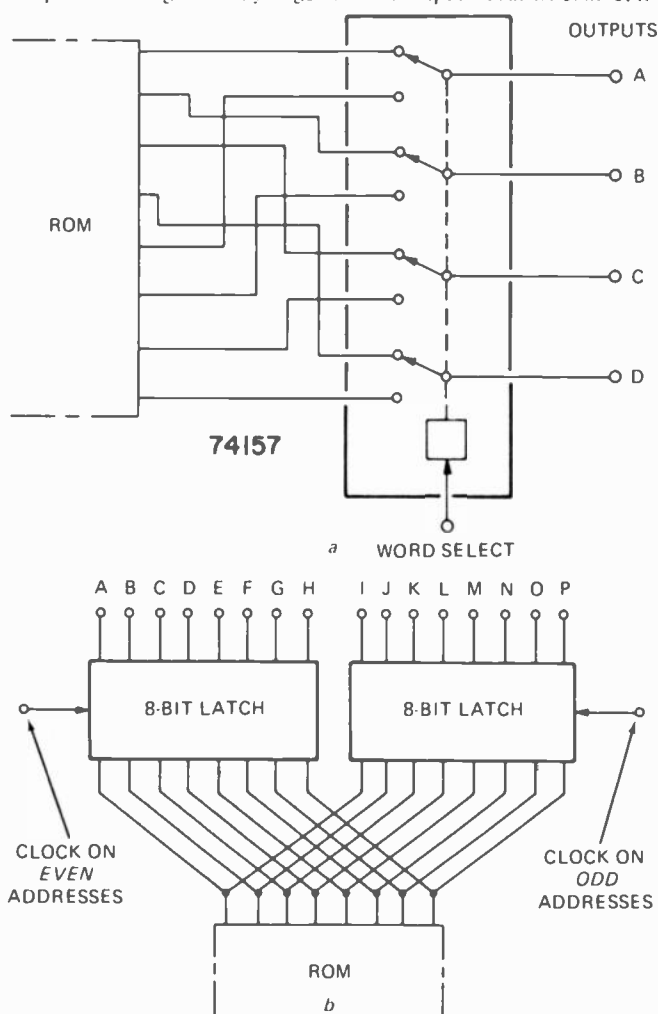 OUTPUTS
A
B
ROM
C
D
74157
a WORD SELECT
A B C D E F G H I J K L M N O P
8-BIT LATCH 8-BIT LATCH
CLOCK ON CLOCK ON
EVEN ODD
ADDRESSES ADDRESSES
ROM
b